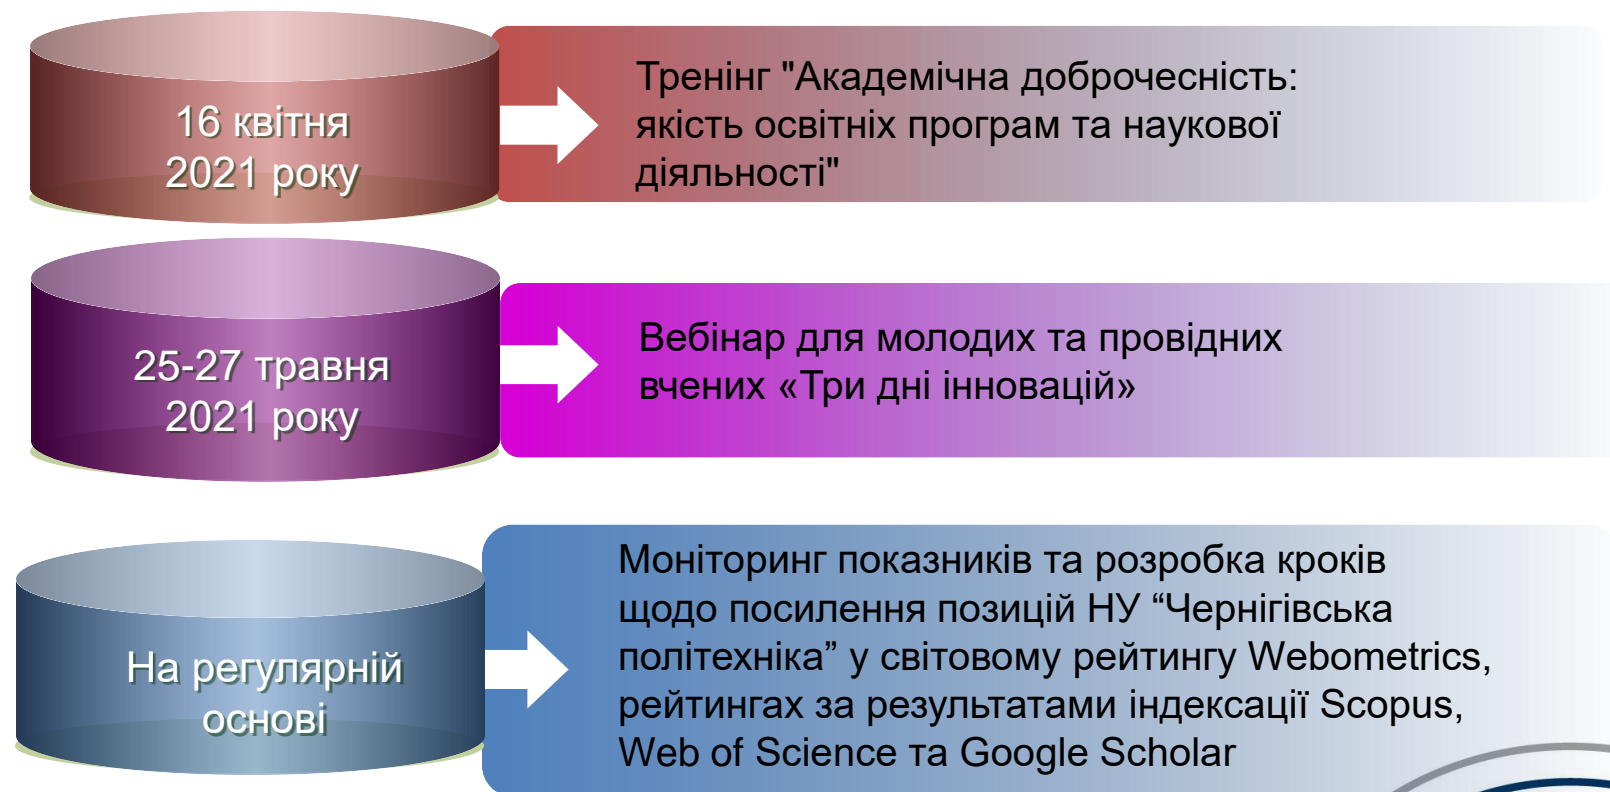 16 квітня
2021 року
Тренінг "Академічна доброчесність:
якість освітніх програм та наукової
діяльності"
25-27 травня
2021 року
Вебінар для молодих та провідних
вчених «Три дні інновацій»
На регулярній
основі
Моніторинг показників та розробка кроків
щодо посилення позицій НУ “Чернігівська
політехніка” у світовому рейтингу Webometrics,
рейтингах за результатами індексації Scopus,
Web of Science та Google Scholar